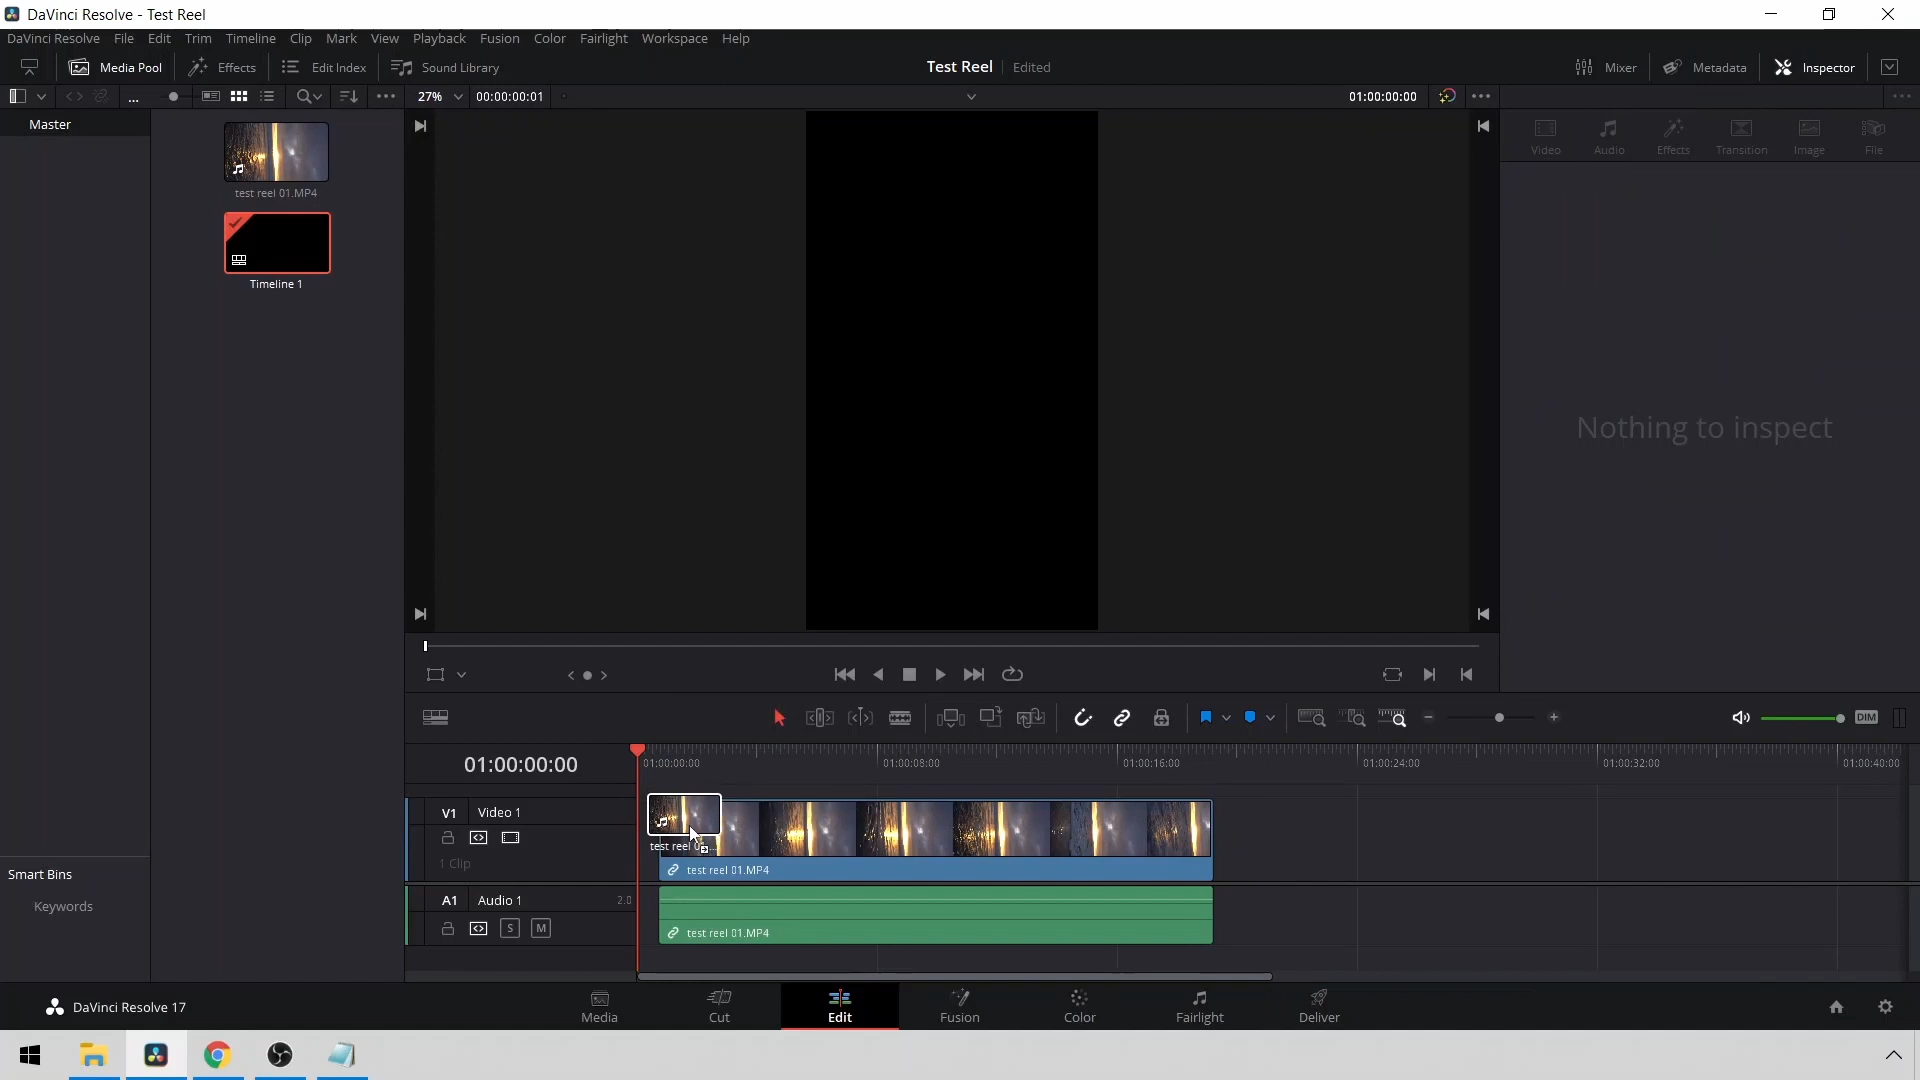 DaVinci Resolve - Test Reel
DaVinci Resolve File Edit Trim Timeline Clip Mark View Playback Fusion Color Fairlight Workspace Help
Media Pool Effects Edit Index Sound Library Test Reel Edited Mixer Metadata Inspector
27% 00:00:00:01 01:00:00:00
Master
Video Audio Effects Transition Image File
test reel 01.MP4
Timeline 1
Nothing to inspect
DIM
01:00:00:00
01:00:00:00 01:00:08:00 01:00:16:00 01:00:24:00 01:00:32:00 01:00:40:00
V1 Video 1
1 Clip
test reel 0...
test reel 01.MP4
A1 Audio 1 2.0
S M
test reel 01.MP4
Smart Bins
Keywords
DaVinci Resolve 17
Media Cut Edit Fusion Color Fairlight Deliver